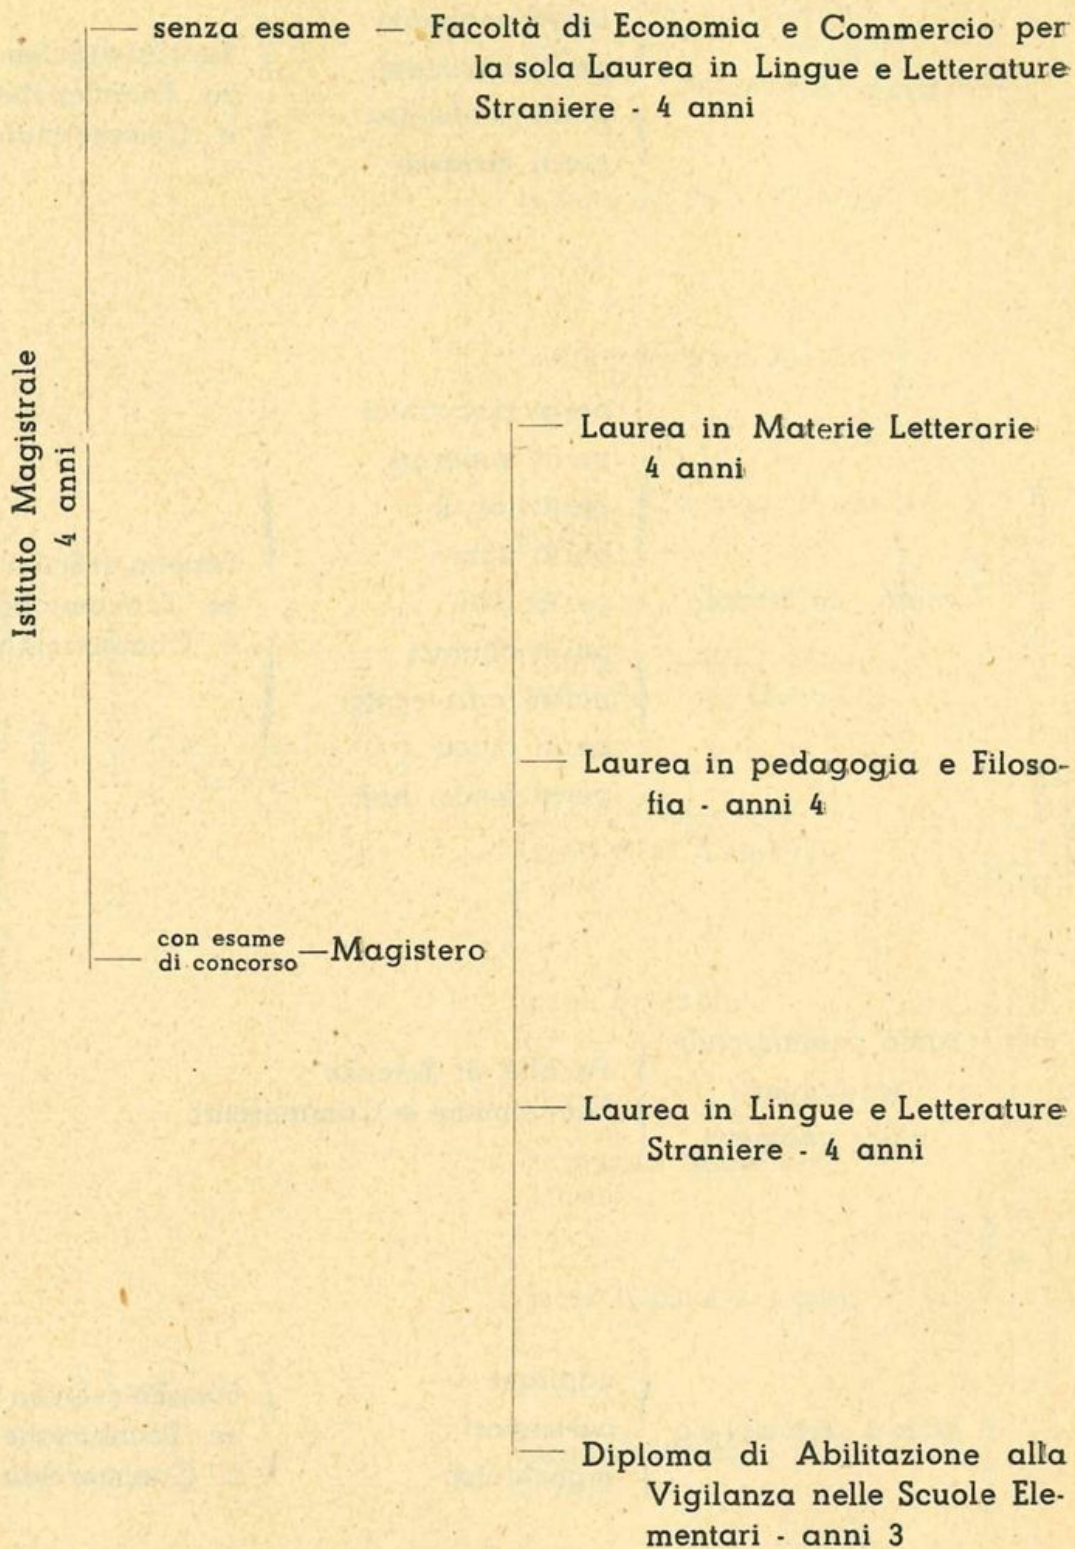 senza esame — Facoltà di Economia e Commercio per
la sola Laurea in Lingue e Letterature
Straniere - 4 anni
Istituto Magistrale
4 anni
con esame
di concorso — Magistero
Laurea in Materie Letterarie
4 anni
Laurea in pedagogia e Filoso-
fia - anni 4
Laurea in Lingue e Letterature
Straniere - 4 anni
Diploma di Abilitazione alla
Vigilanza nelle Scuole Ele-
mentari - anni 3